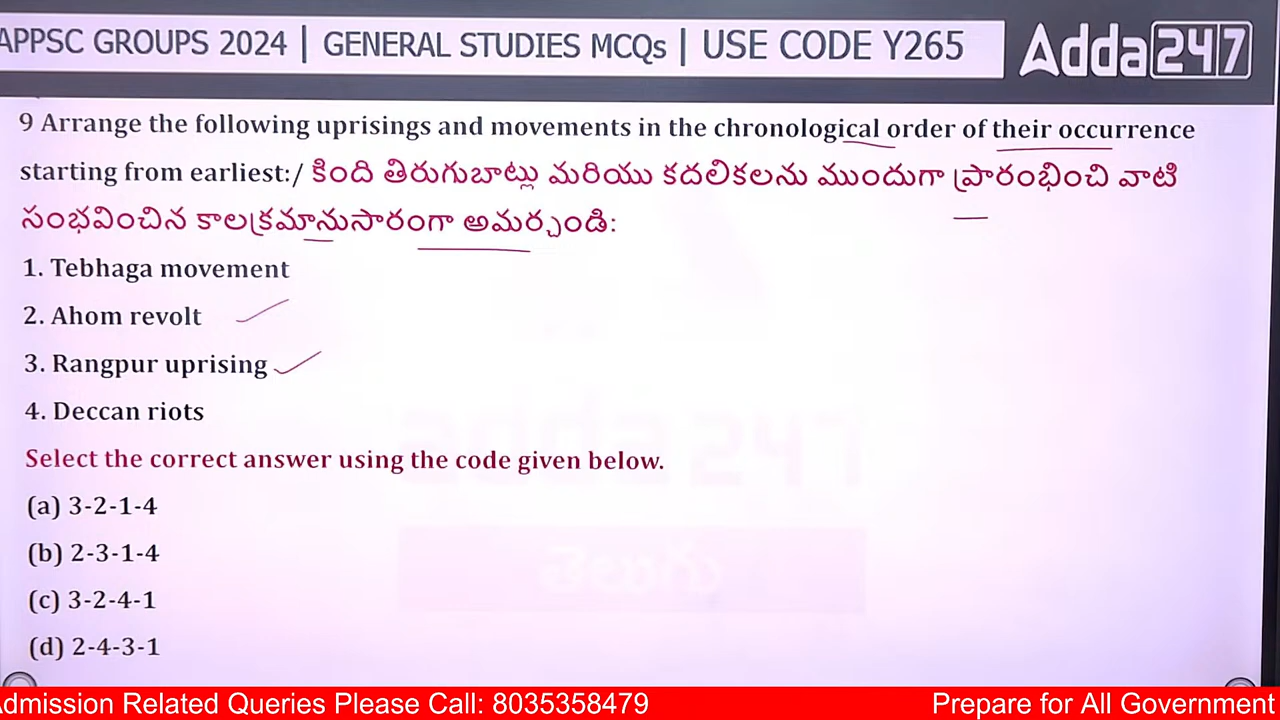 APPSC GROUPS 2024 | GENERAL STUDIES MCQs | USE CODE Y265
Adda247
9 Arrange the following uprisings and movements in the chronological order of their occurrence
starting from earliest:/ కింది తిరుగుబాట్లు మరియు కదలికలను ముందుగా ప్రారంభించి వాటి
సంభవించిన కాలక్రమానుసారంగా అమర్చండి:
1. Tebhaga movement
2. Ahom revolt
3. Rangpur uprising
4. Deccan riots
Select the correct answer using the code given below.
(a) 3-2-1-4
(b) 2-3-1-4
(c) 3-2-4-1
(d) 2-4-3-1
adda247
తెలుగు
Admission Related Queries Please Call: 8035358479
Prepare for All Government